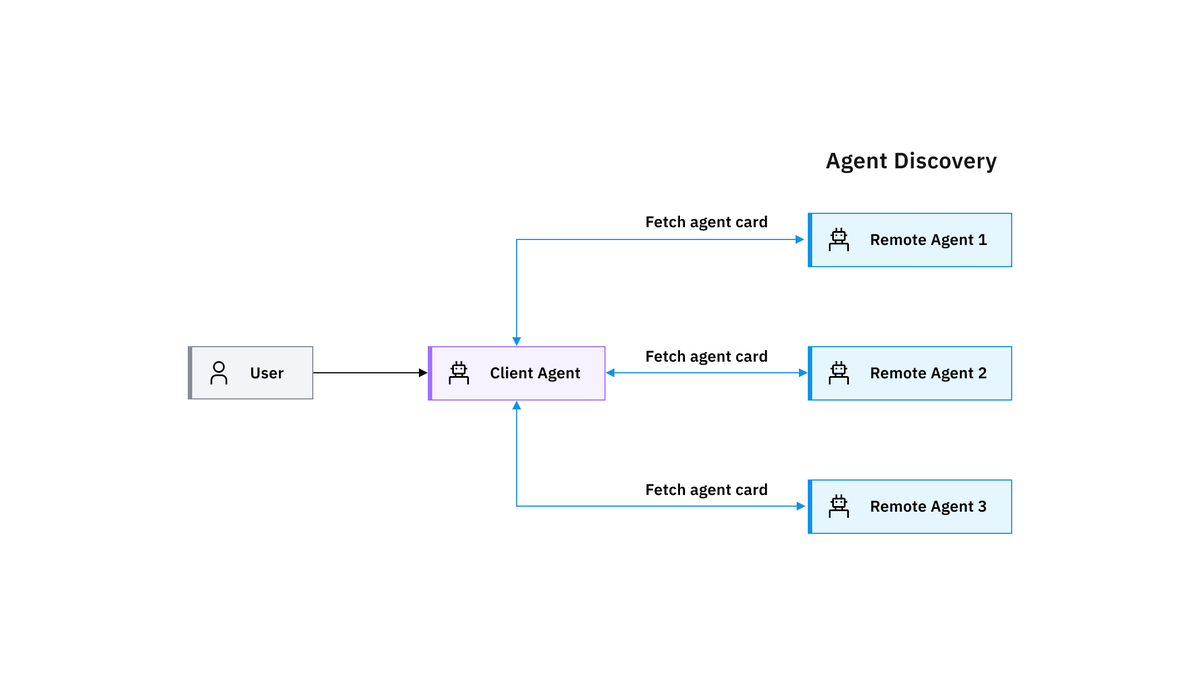 Agent Discovery
Fetch agent card
Remote Agent 1
User
Client Agent
Fetch agent card
Remote Agent 2
Fetch agent card
Remote Agent 3